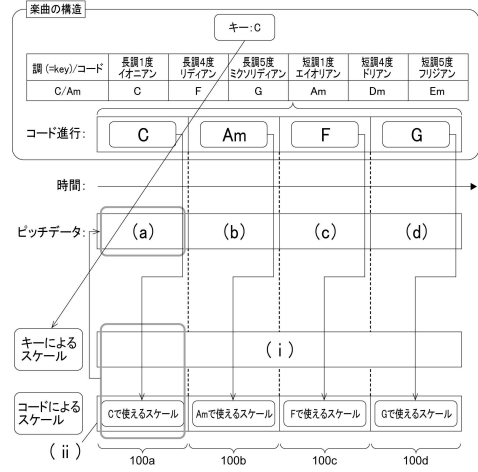 楽曲の構造
キー:C
調 (=key)/コード 長調1度 イオニアン 長調4度 リディアン 長調5度 ミクソリディアン 短調1度 エイオリアン 短調4度 ドリアン 短調5度 フリジアン
C/Am C F G Am Dm Em
コード進行: C Am F G
時間:
ピッチデータ: (a) (b) (c) (d)
キーによる
スケール
(i)
コードによる
スケール
Cで使えるスケール Amで使えるスケール Fで使えるスケール Gで使えるスケール
(ii)
100a 100b 100c 100d